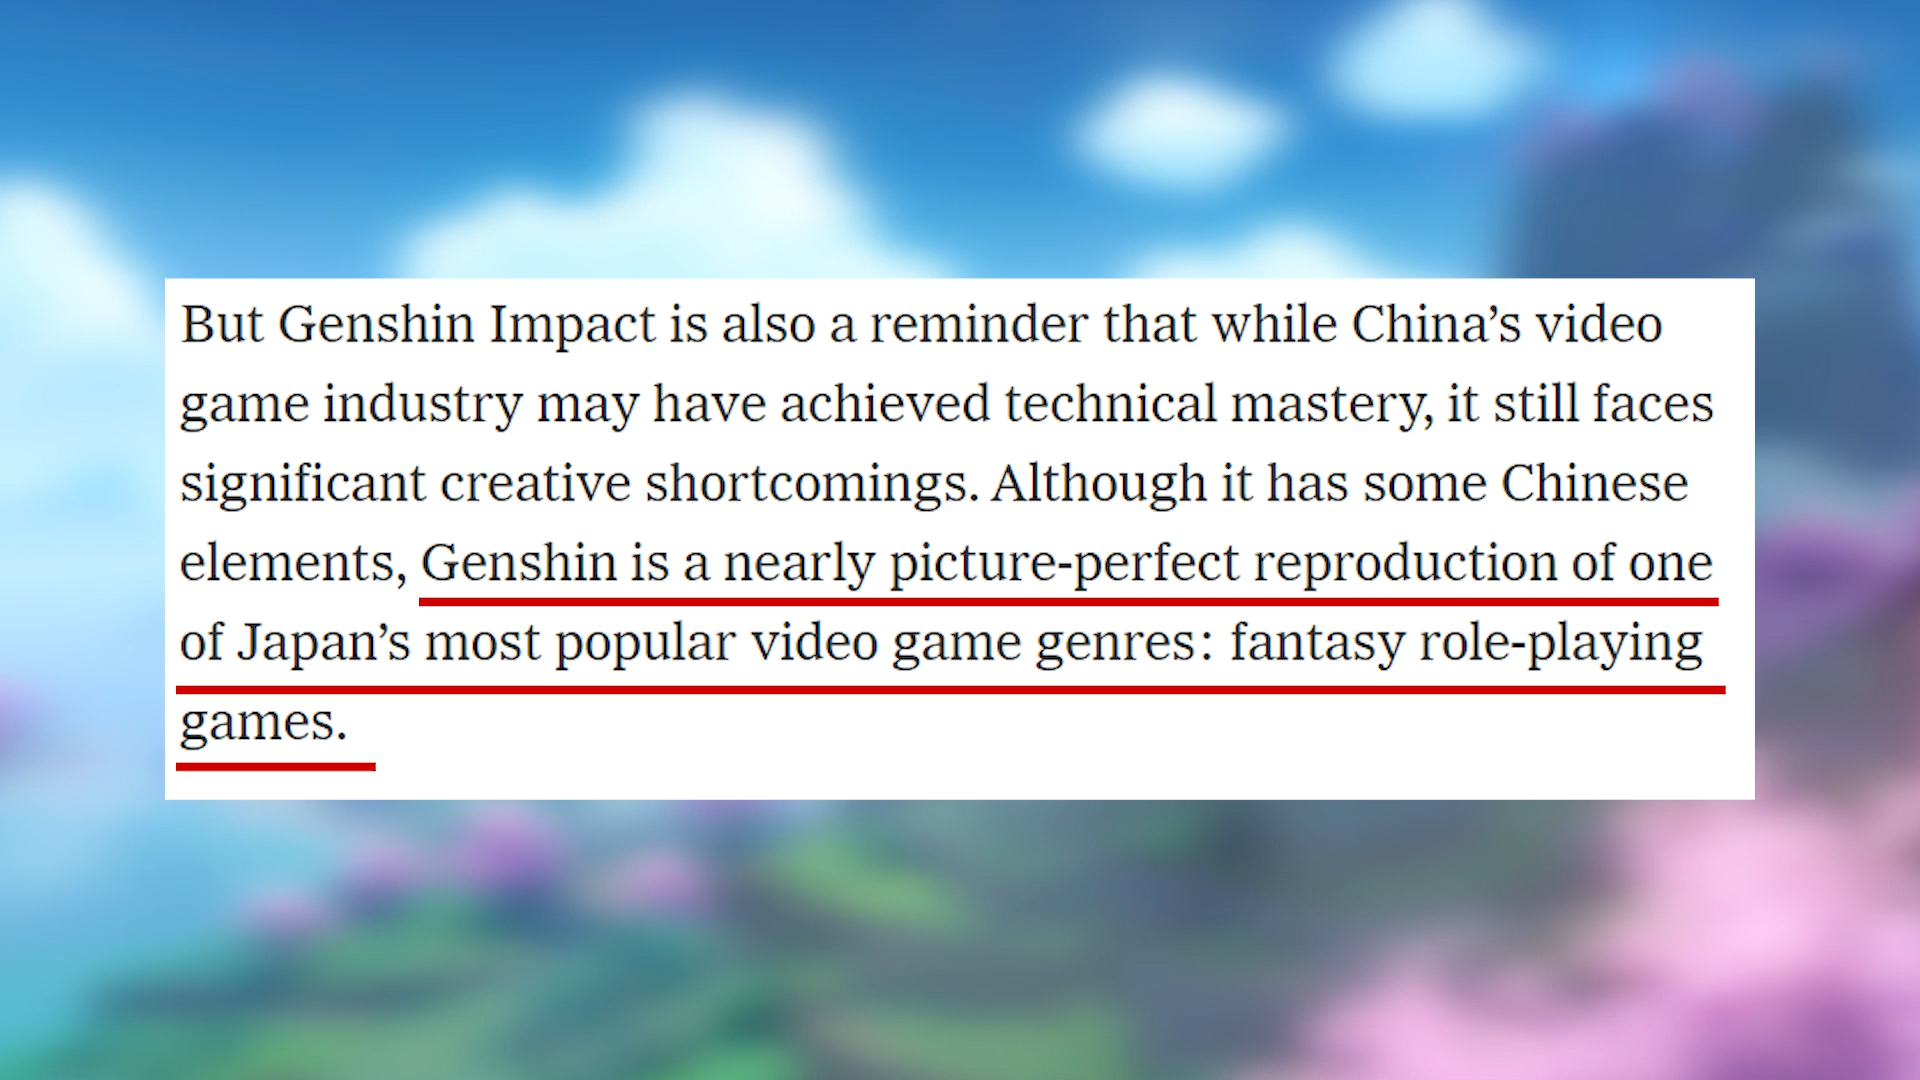 But Genshin Impact is also a reminder that while China’s video
game industry may have achieved technical mastery, it still faces
significant creative shortcomings. Although it has some Chinese
elements, Genshin is a nearly picture-perfect reproduction of one
of Japan’s most popular video game genres: fantasy role-playing
games.